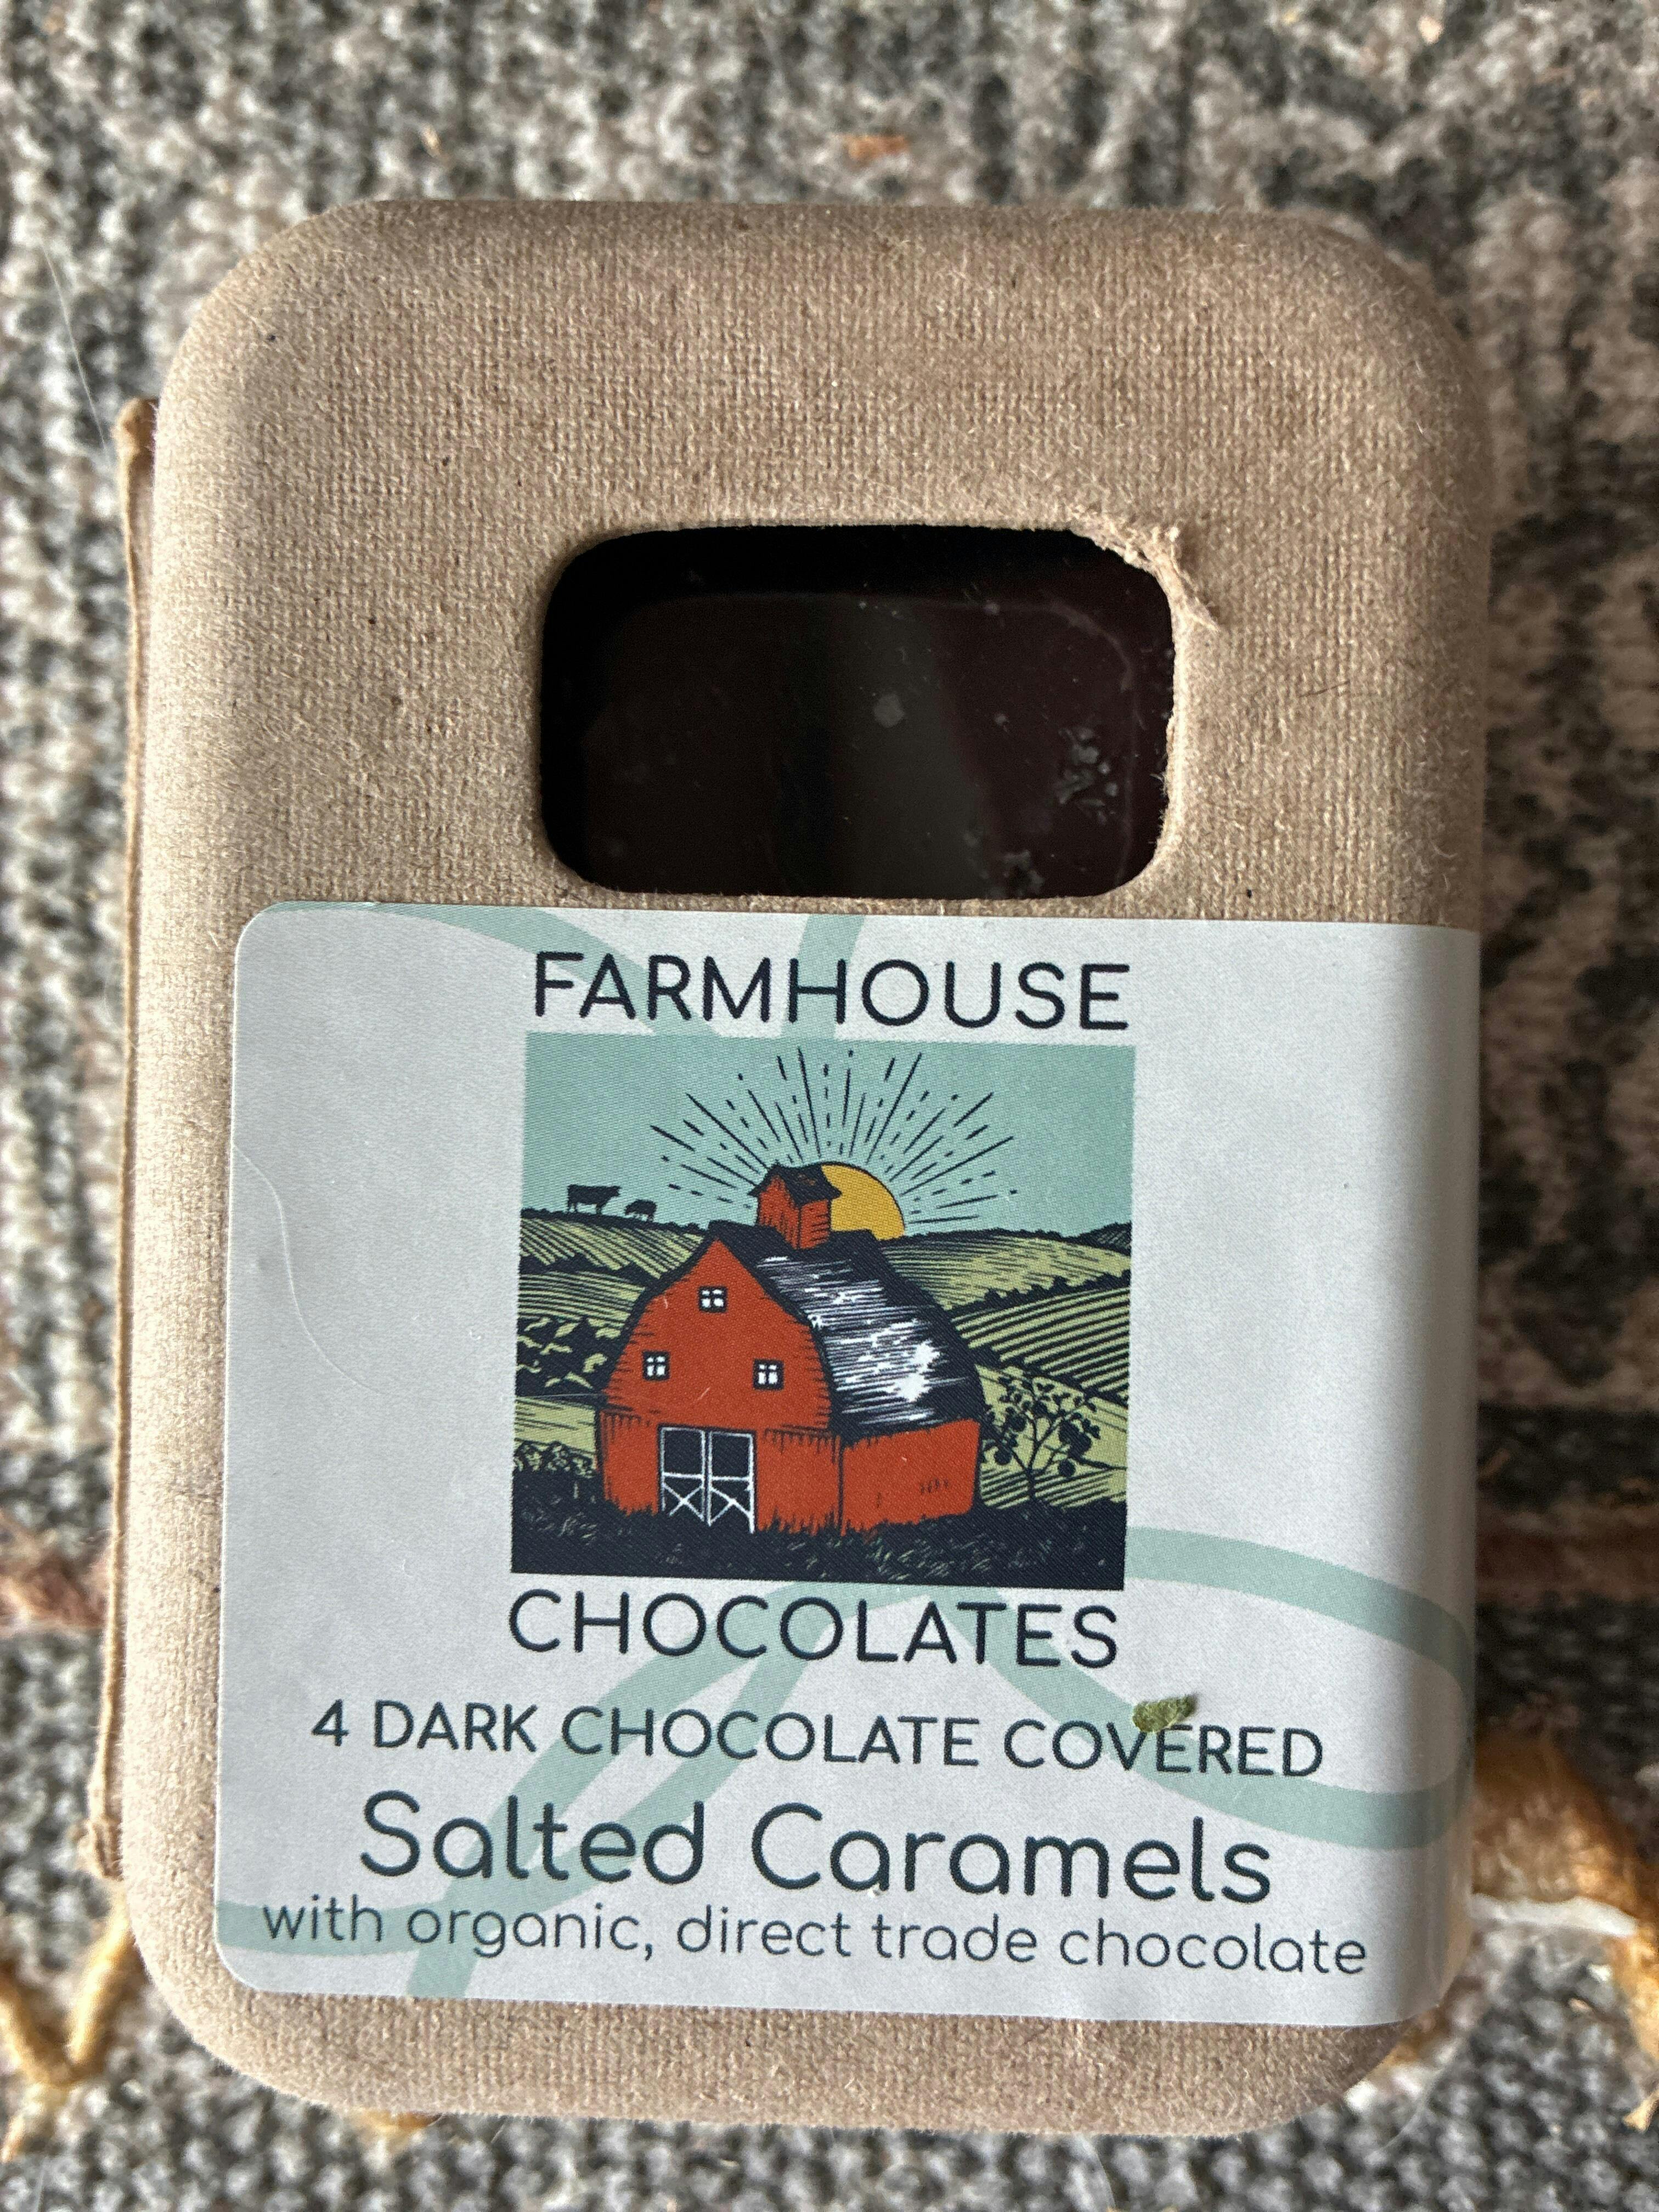 FARMHOUSE
CHOCOLATES
4 DARK CHOCOLATE COVERED
Salted Caramels
with organic, direct trade chocolate